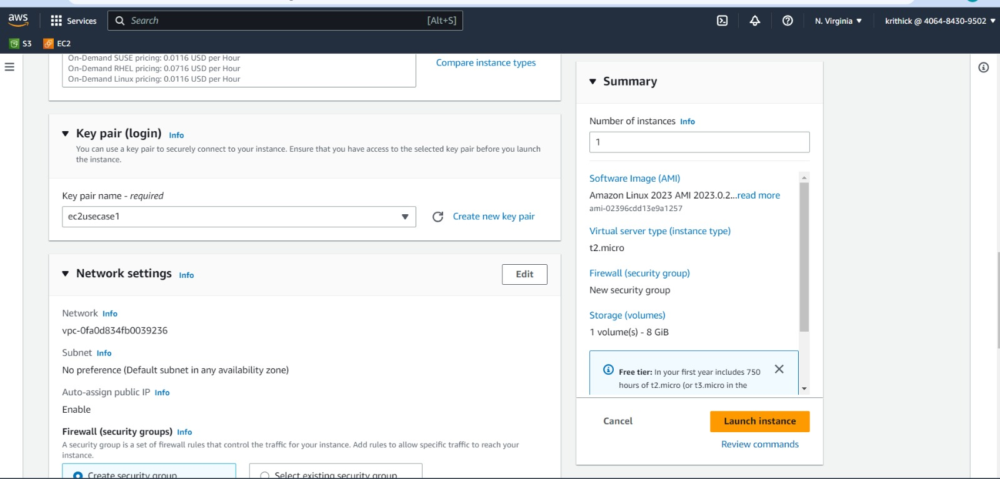 aws
Services
Search
[Alt+S]
N. Virginia
krithick @ 4064-8430-9502
S3
EC2
On-Demand SUSE pricing: 0.0116 USD per Hour
On-Demand RHEL pricing: 0.0716 USD per Hour
On-Demand Linux pricing: 0.0116 USD per Hour
Compare instance types
Key pair (login) Info
You can use a key pair to securely connect to your instance. Ensure that you have access to the selected key pair before you launch
the instance.
Key pair name - required
ec2usecase1
Create new key pair
Network settings Info
Edit
Network Info
vpc-0fa0d834fb0039236
Subnet Info
No preference (Default subnet in any availability zone)
Auto-assign public IP Info
Enable
Firewall (security groups) Info
A security group is a set of firewall rules that control the traffic for your instance. Add rules to allow specific traffic to reach your
instance.
Create security group
Select existing security group
Summary
Number of instances Info
1
Software Image (AMI)
Amazon Linux 2023 AMI 2023.0.2...read more
ami-02396cdd13e9a1257
Virtual server type (instance type)
t2.micro
Firewall (security group)
New security group
Storage (volumes)
1 volume(s) - 8 GiB
Free tier: In your first year includes 750
hours of t2.micro (or t3.micro in the
Cancel
Launch instance
Review commands